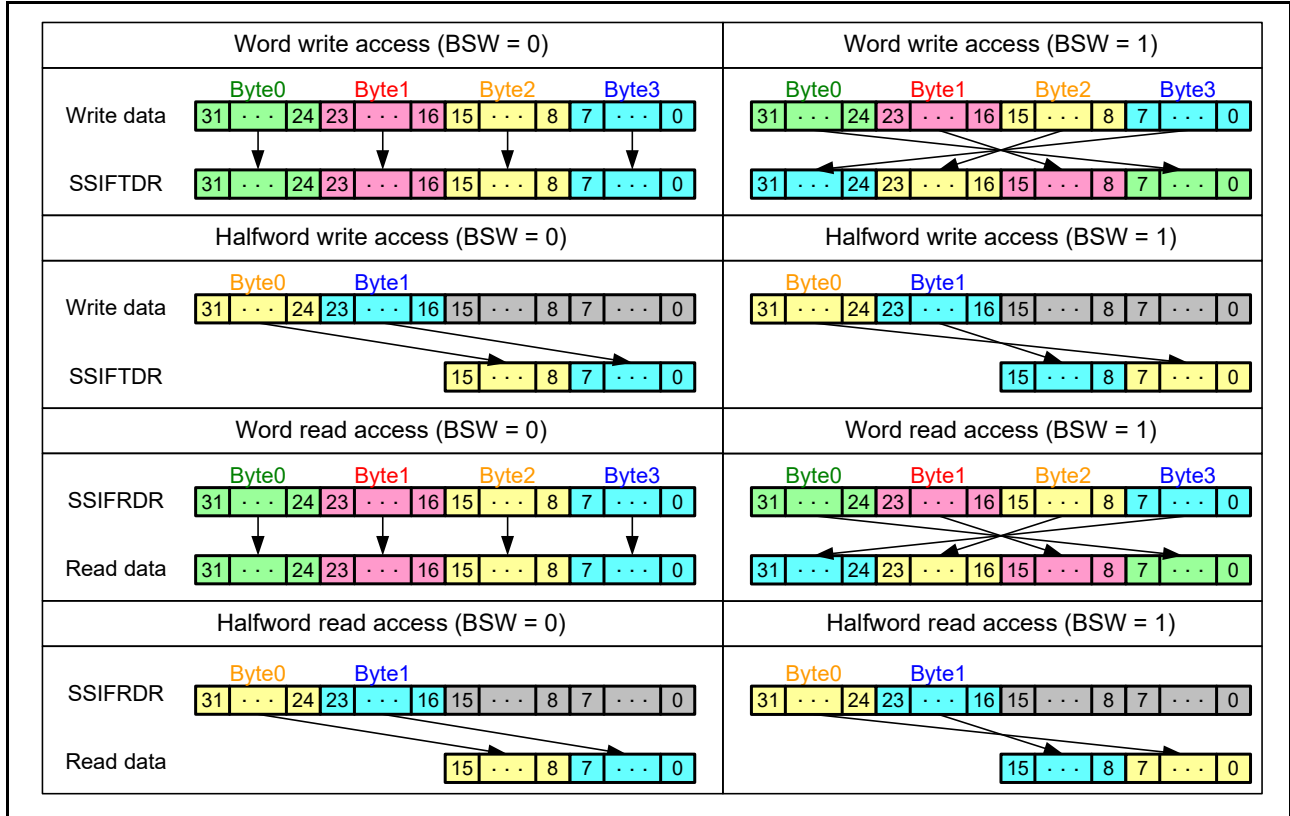 Word write access (BSW = 0) Word write access (BSW = 1)
Byte0 Byte1 Byte2 Byte3 Byte0 Byte1 Byte2 Byte3
Write data 31 ... 24 23 ... 16 15 ... 8 7 ... 0 31 ... 24 23 ... 16 15 ... 8 7 ... 0
SSIFTDR 31 ... 24 23 ... 16 15 ... 8 7 ... 0 31 ... 24 23 ... 16 15 ... 8 7 ... 0
Halfword write access (BSW = 0) Halfword write access (BSW = 1)
Byte0 Byte1 Byte0 Byte1
Write data 31 ... 24 23 ... 16 15 ... 8 7 ... 0 31 ... 24 23 ... 16 15 ... 8 7 ... 0
SSIFTDR 15 ... 8 7 ... 0 15 ... 8 7 ... 0
Word read access (BSW = 0) Word read access (BSW = 1)
Byte0 Byte1 Byte2 Byte3 Byte0 Byte1 Byte2 Byte3
SSIFRDR 31 ... 24 23 ... 16 15 ... 8 7 ... 0 31 ... 24 23 ... 16 15 ... 8 7 ... 0
Read data 31 ... 24 23 ... 16 15 ... 8 7 ... 0 31 ... 24 23 ... 16 15 ... 8 7 ... 0
Halfword read access (BSW = 0) Halfword read access (BSW = 1)
Byte0 Byte1 Byte0 Byte1
SSIFRDR 31 ... 24 23 ... 16 15 ... 8 7 ... 0 31 ... 24 23 ... 16 15 ... 8 7 ... 0
Read data 15 ... 8 7 ... 0 15 ... 8 7 ... 0